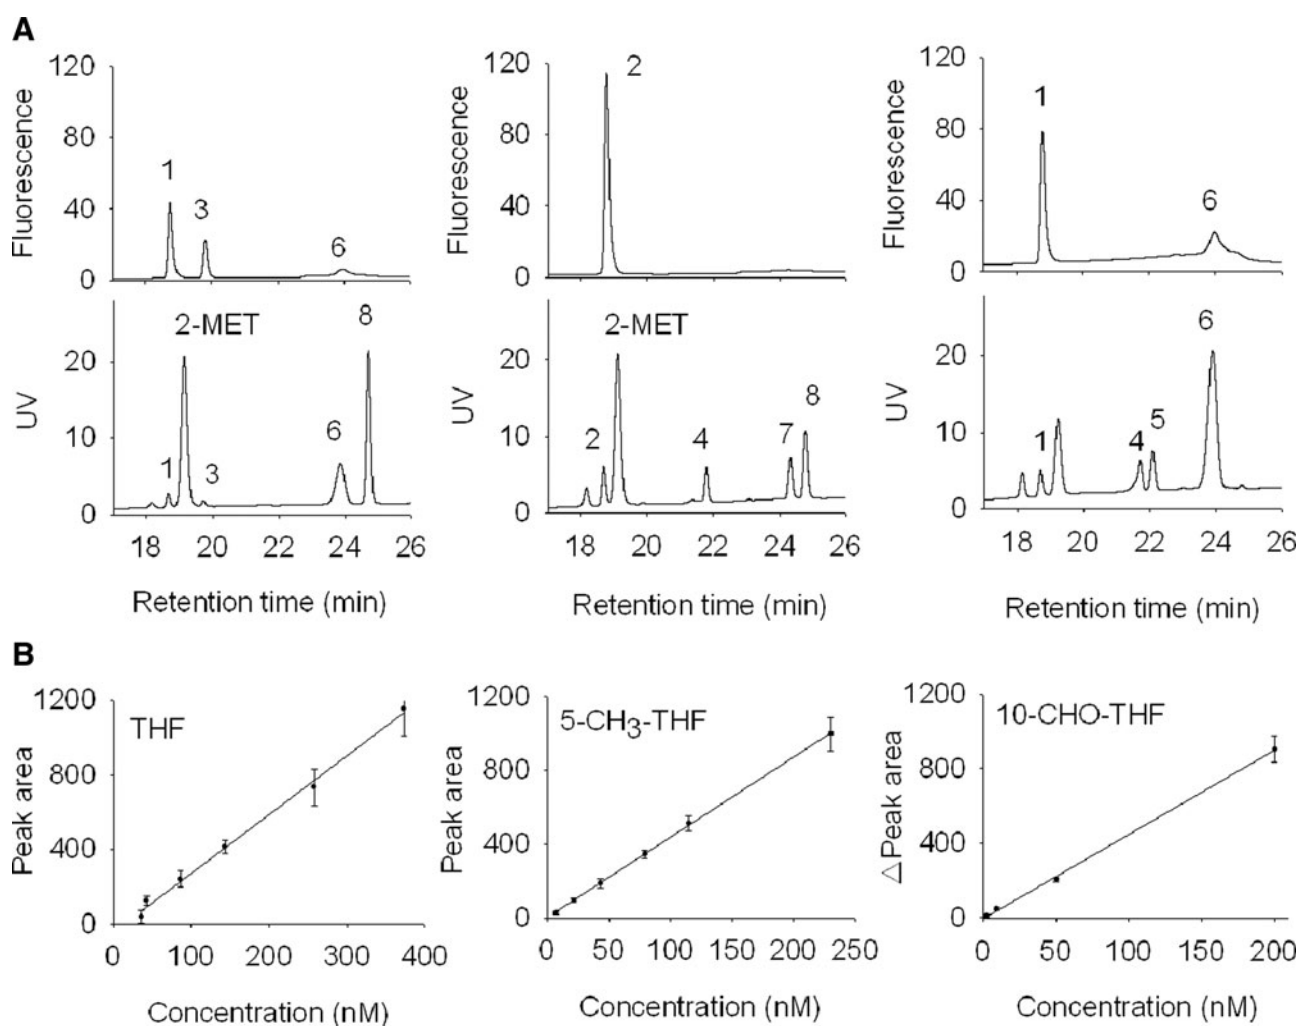 A
Fluorescence
120
80
40
0
1
3
6
Fluorescence
120
80
40
0
2
Fluorescence
120
80
40
0
1
6
UV
20
10
0
2-MET
1
3
6
8
18 20 22 24 26
Retention time (min)
UV
20
10
0
2-MET
2
4
7
8
18 20 22 24 26
Retention time (min)
UV
20
10
0
1
4
5
6
18 20 22 24 26
Retention time (min)
B
Peak area
1200
800
400
0
THF
0 100 200 300 400
Concentration (nM)
Peak area
1200
800
400
0
5-CH3-THF
0 50 100 150 200 250
Concentration (nM)
△Peak area
1200
800
400
0
10-CHO-THF
0 50 100 150 200
Concentration (nM)